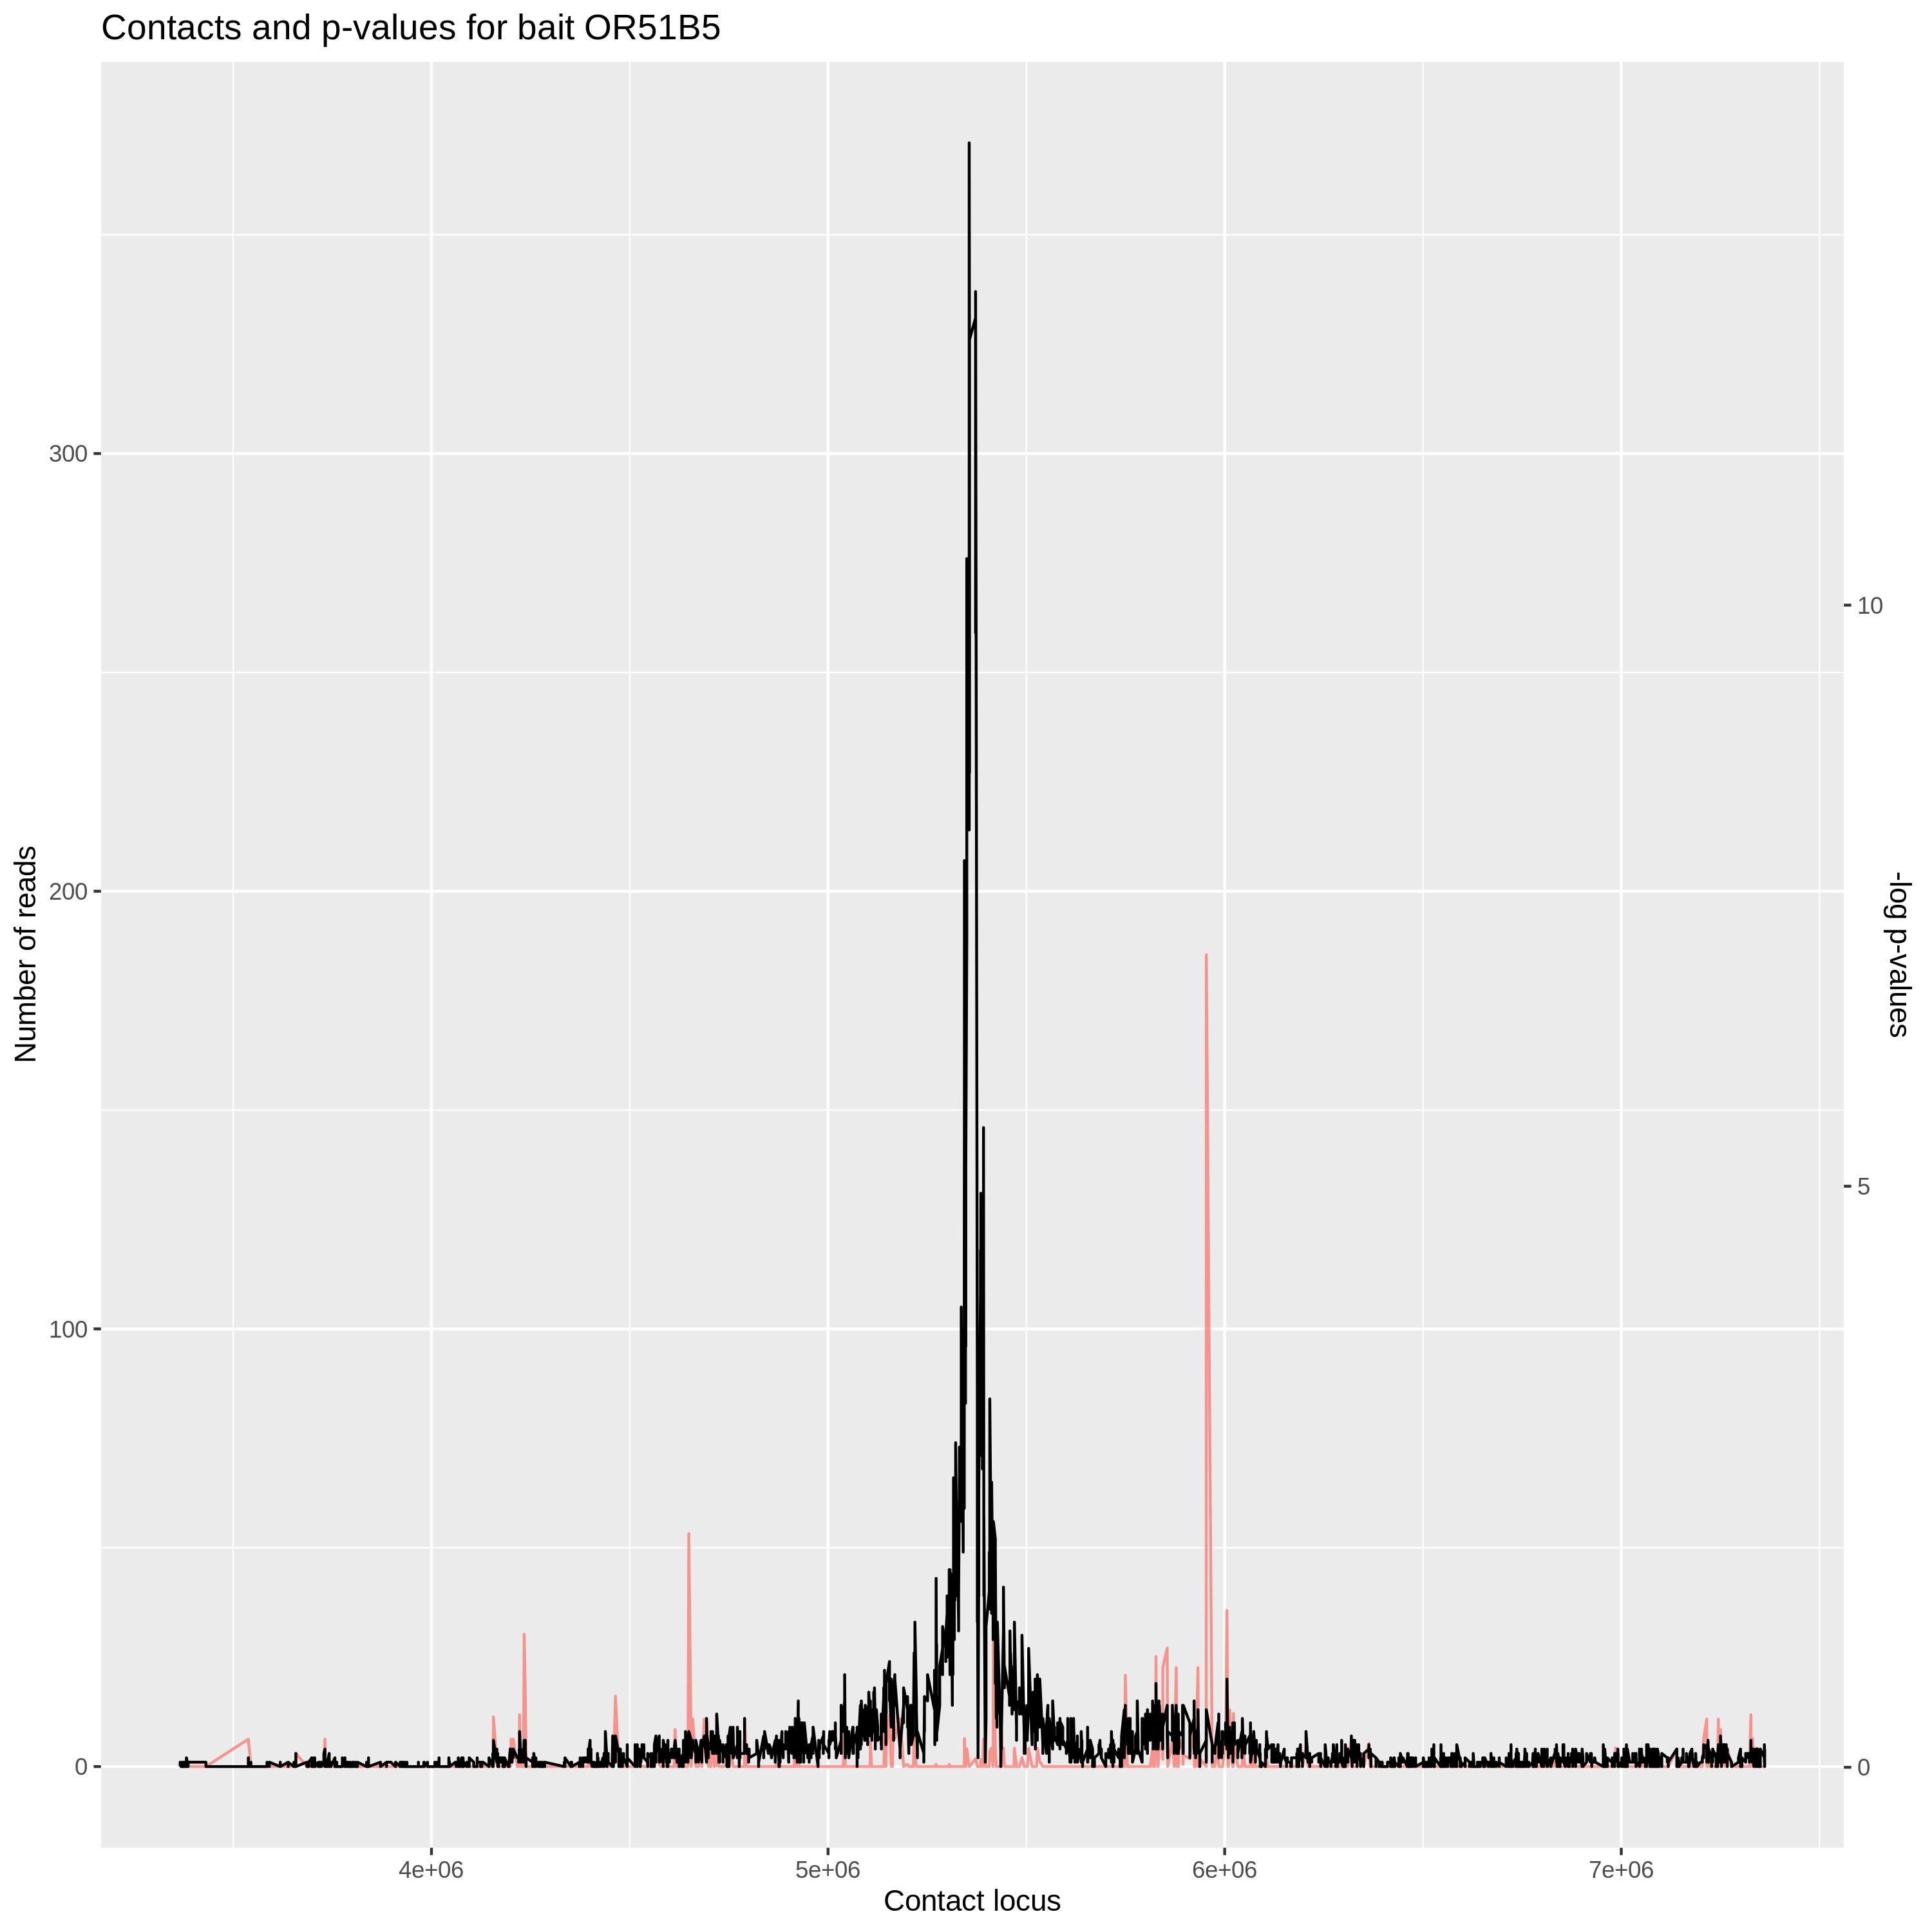 Contacts and p-values for bait OR51B5
300
200
100
0
10
5
0
Number of reads
-log p-values
4e+06
5e+06
6e+06
7e+06
Contact locus